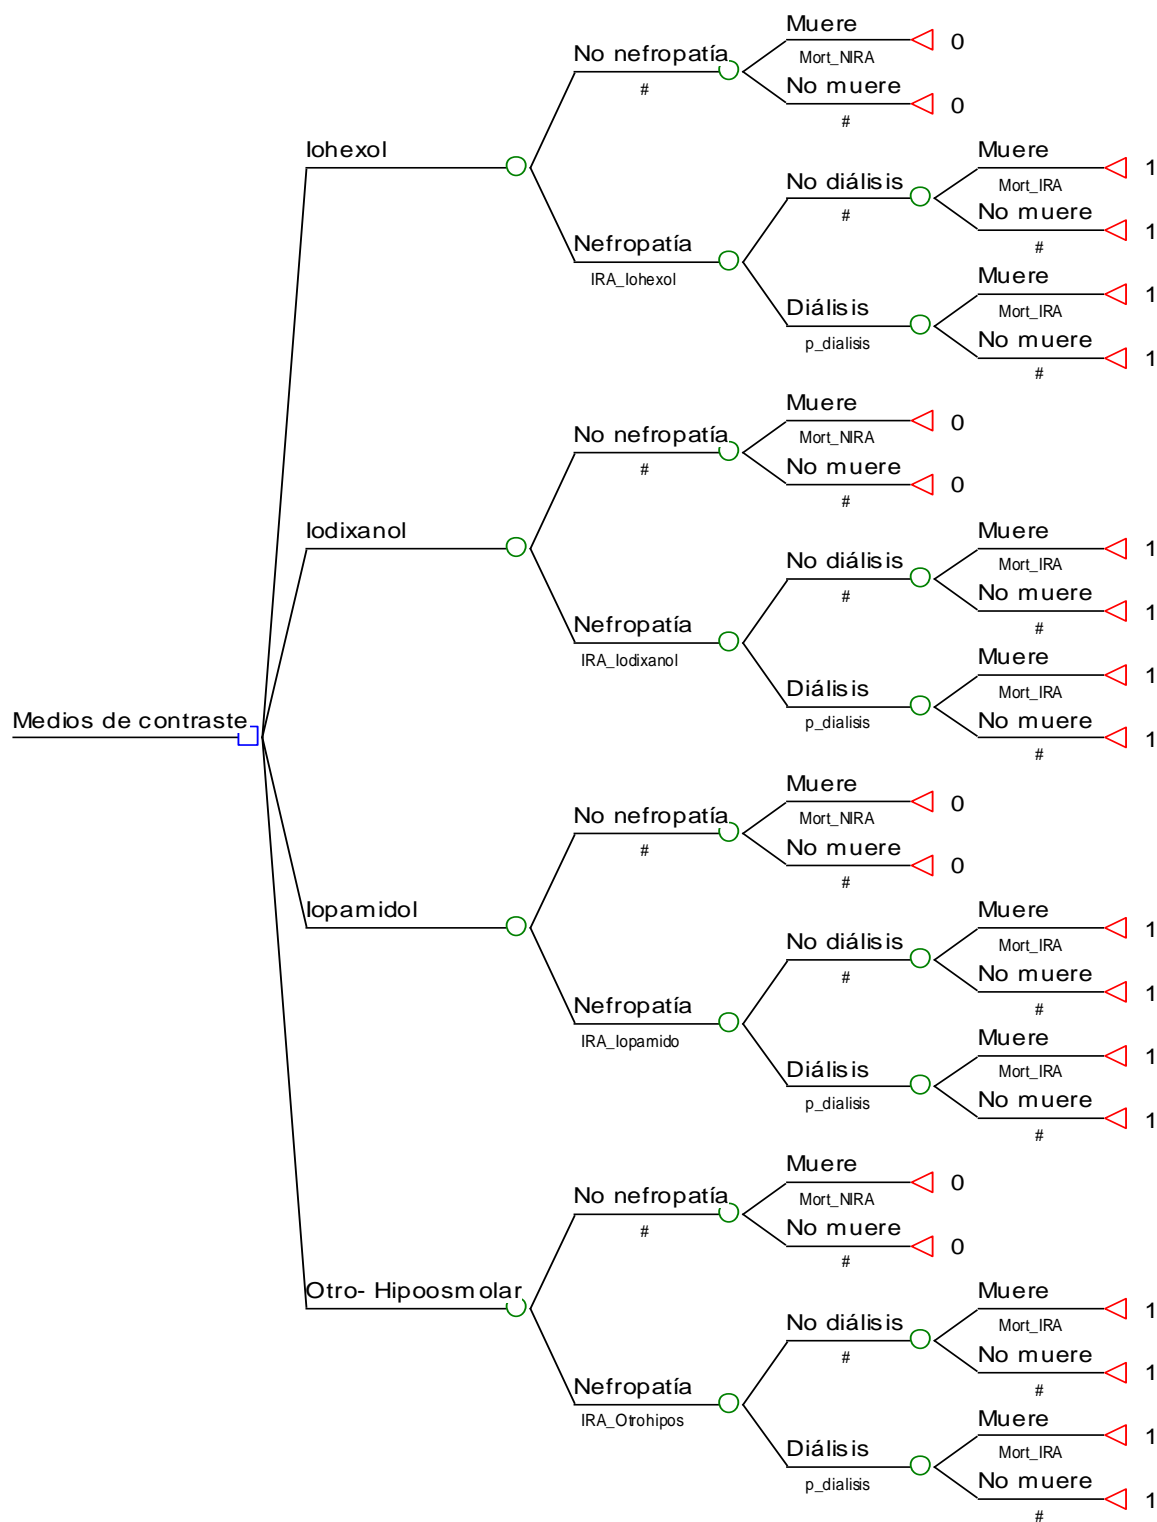 Muere
0
Mort_NIRA
No nefropatía
#
No muere
0
#
Iohexol
Muere
1
Mort_IRA
No diálisis
#
No muere
1
#
Nefropatía
IRA_Iohexol
Muere
1
Mort_IRA
Diálisis
p_dialisis
No muere
1
#
Muere
0
Mort_NIRA
No nefropatía
#
No muere
0
#
Iodixanol
Muere
1
Mort_IRA
No diálisis
#
No muere
1
#
Nefropatía
IRA_Iodixanol
Muere
1
Mort_IRA
Diálisis
p_dialisis
No muere
1
#
Medios de contraste
Muere
0
Mort_NIRA
No nefropatía
#
No muere
0
#
Iopamidol
Muere
1
Mort_IRA
No diálisis
#
No muere
1
#
Nefropatía
IRA_Iopamido
Muere
1
Mort_IRA
Diálisis
p_dialisis
No muere
1
#
Muere
0
Mort_NIRA
No nefropatía
#
No muere
0
#
Otro- Hipoosmolar
Muere
1
Mort_IRA
No diálisis
#
No muere
1
#
Nefropatía
IRA_Otrohipos
Muere
1
Mort_IRA
Diálisis
p_dialisis
No muere
1
#